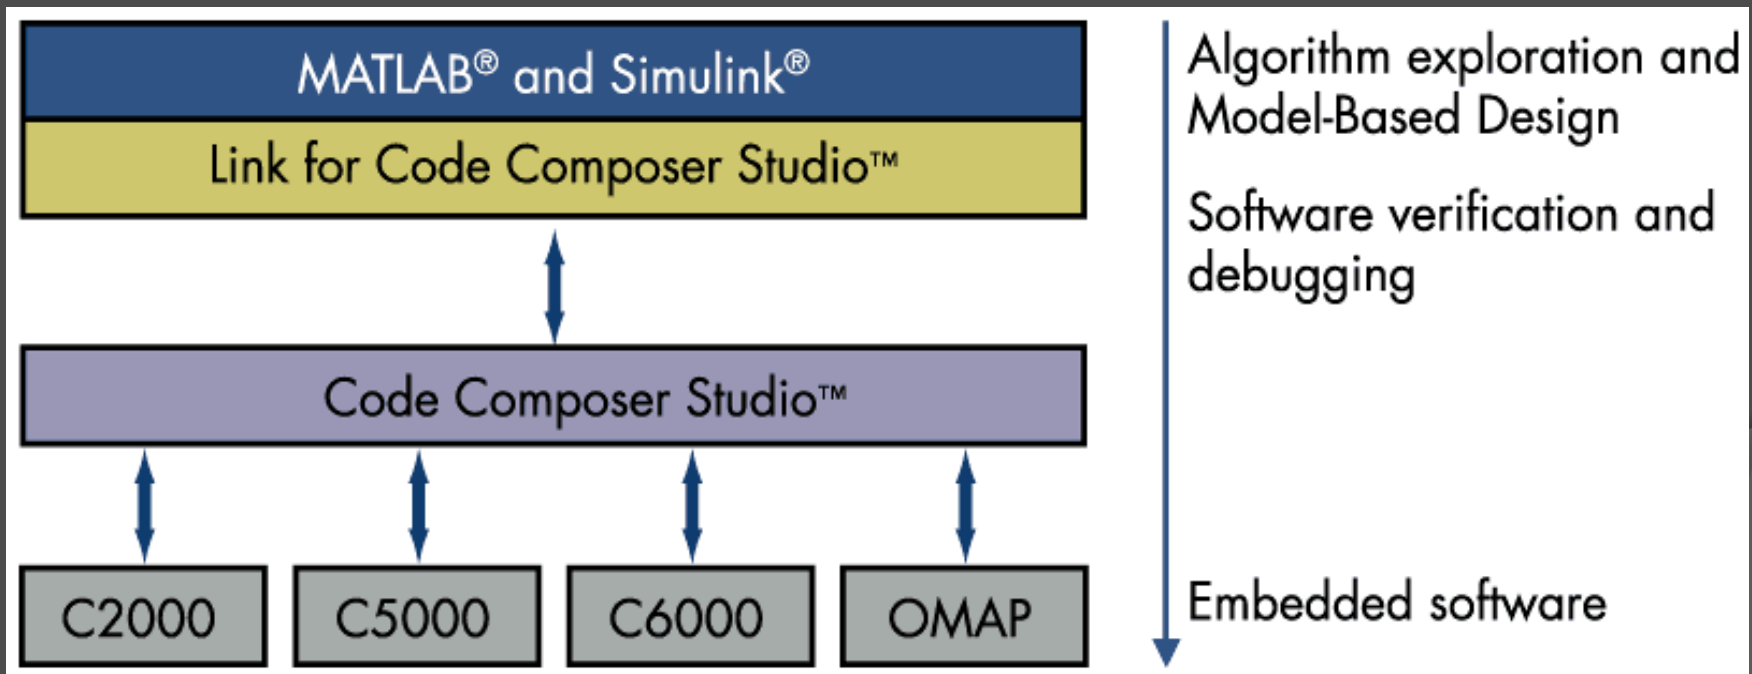 MATLAB® and Simulink®
Link for Code Composer Studio™
Code Composer Studio™
C2000
C5000
C6000
OMAP
Algorithm exploration and
Model-Based Design
Software verification and
debugging
Embedded software